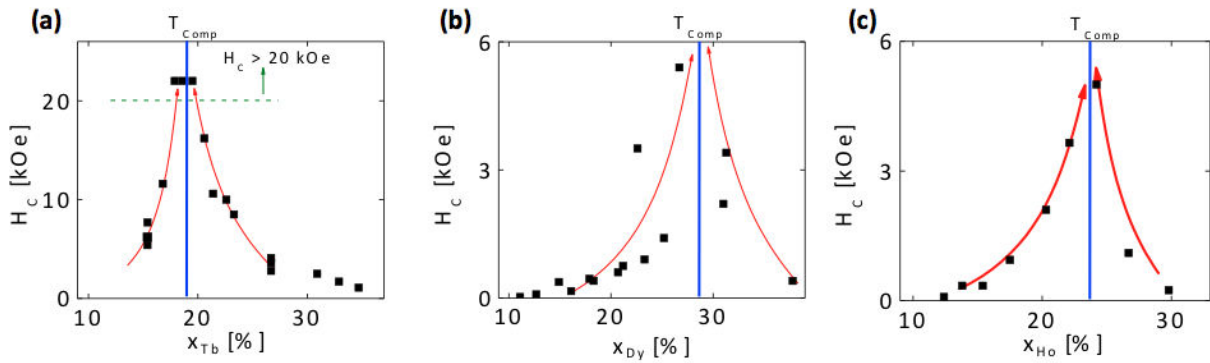 (a)
T Comp
H C > 20 kOe
20
10
0
H C [kOe]
10 20 30
x Tb [%]
(b)
T Comp
6
3
0
H C [kOe]
10 20 30
x Dy [%]
(c)
T Comp
6
3
0
H C [kOe]
10 20 30
x Ho [%]